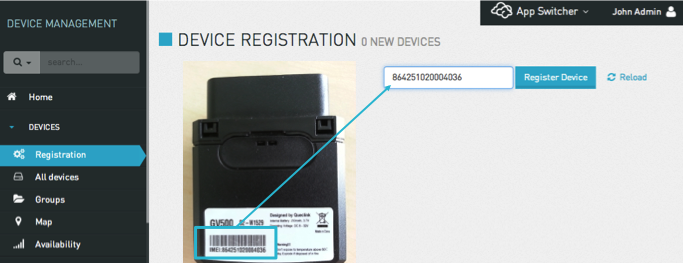 DEVICE MANAGEMENT
App Switcher
John Admin
DEVICE REGISTRATION 0 NEW DEVICES
search...
864251020004036
Register Device
Reload
Home
DEVICES
Registration
All devices
Groups
Map
Availability
Designed by Queclink
GV500
IMEI:864251020004036